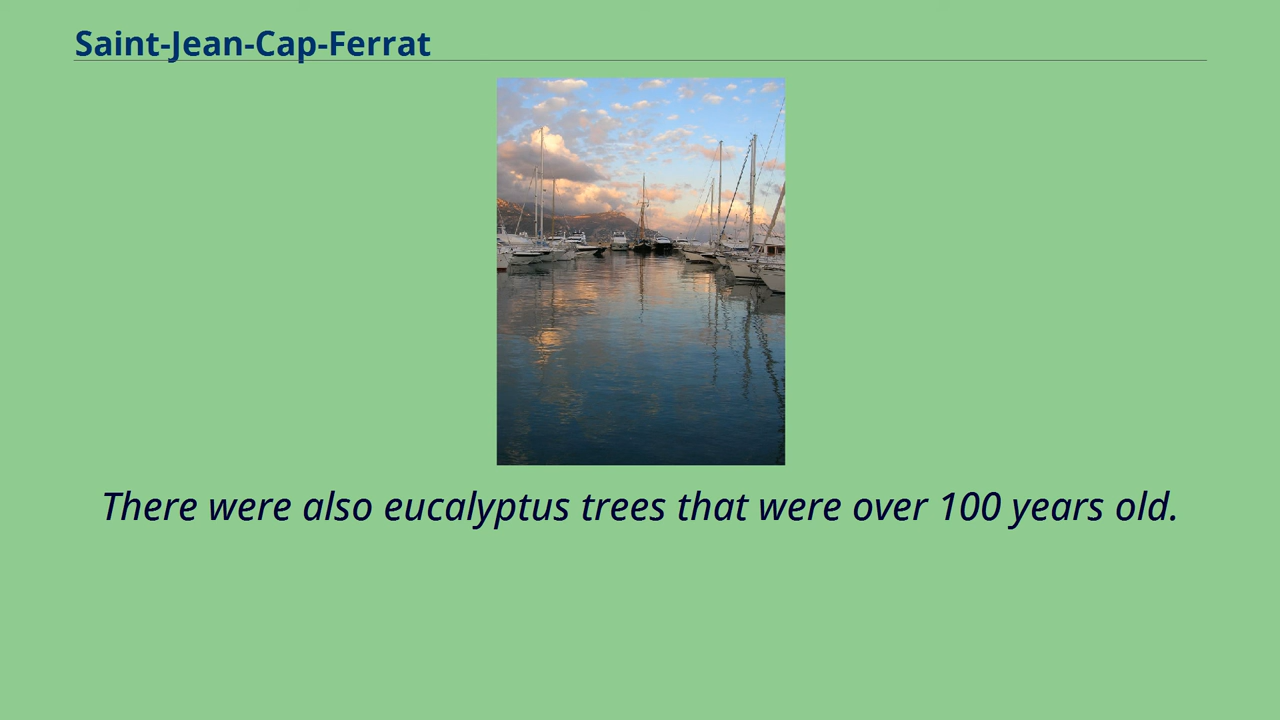 Saint-Jean-Cap-Ferrat
There were also eucalyptus trees that were over 100 years old.